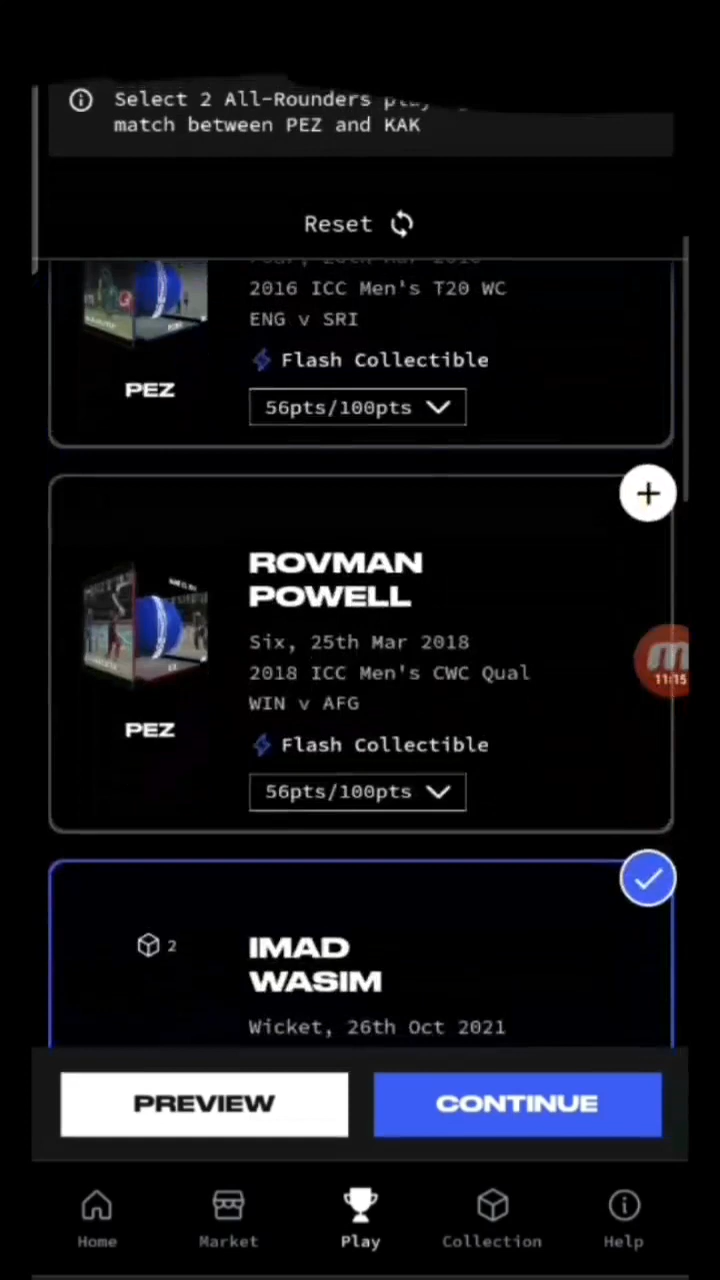 Select 2 All-Rounders
match between PEZ and KAK
Reset
2016 ICC Men's T20 WC
ENG v SRI
Flash Collectible
PEZ
56pts/100pts
ROVMAN
POWELL
Six, 25th Mar 2018
2018 ICC Men's CWC Qual
WIN v AFG
PEZ
Flash Collectible
56pts/100pts
11:15
2
IMAD
WASIM
Wicket, 26th Oct 2021
PREVIEW
CONTINUE
Home
Market
Play
Collection
Help